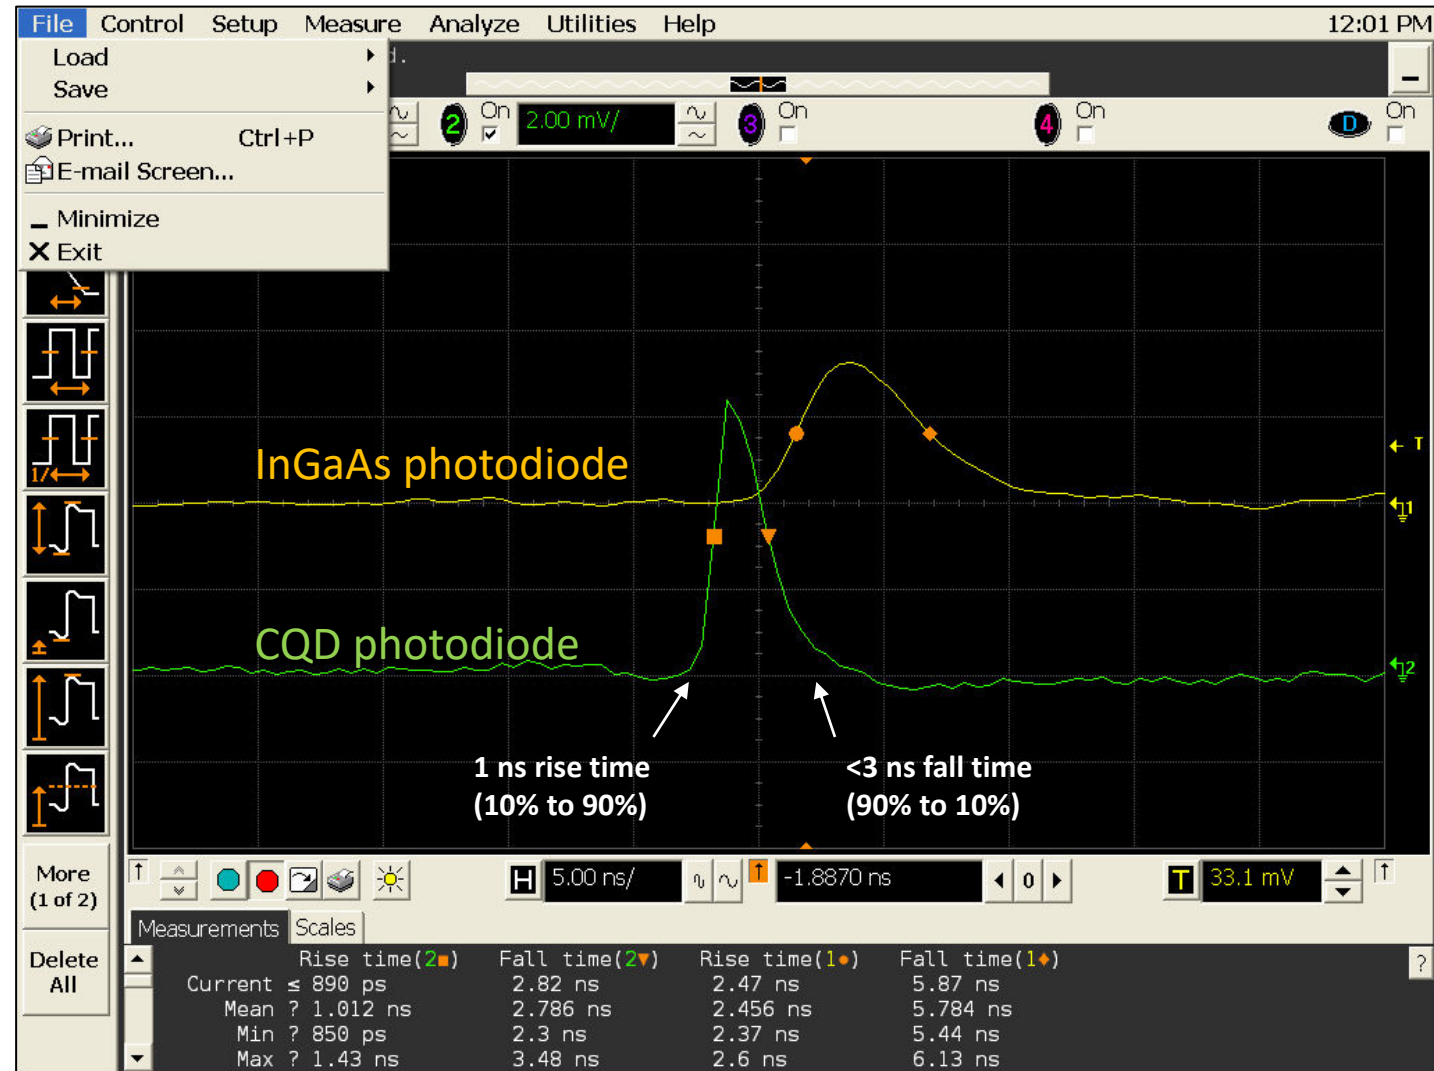 File Control Setup Measure Analyze Utilities Help 12:01 PM
Load
Save
d.
Print... Ctrl+P
E-mail Screen...
Minimize
Exit
2 On 2.00 mV/ 3 On 4 On D On
T
InGaAs photodiode
1
1/
CQD photodiode
2
1 ns rise time
(10% to 90%)
<3 ns fall time
(90% to 10%)
More
(1 of 2)
Delete
All
H 5.00 ns/ -1.8870 ns 0 T 33.1 mV
Measurements Scales
Rise time(2■) Fall time(2▼) Rise time(1●) Fall time(1◆) ?
Current ≤ 890 ps 2.82 ns 2.47 ns 5.87 ns
Mean ? 1.012 ns 2.786 ns 2.456 ns 5.784 ns
Min ? 850 ps 2.3 ns 2.37 ns 5.44 ns
Max ? 1.43 ns 3.48 ns 2.6 ns 6.13 ns